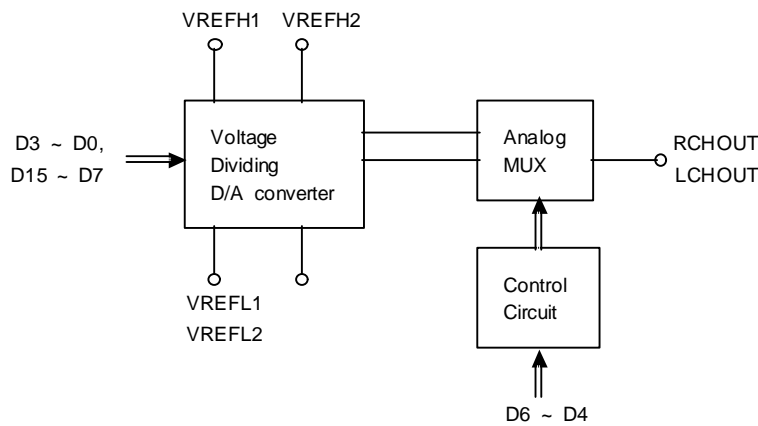 VREFH1 VREFH2
D3 ~ D0,
D15 ~ D7
Voltage
Dividing
D/A converter
Analog
MUX
RCHOUT
LCHOUT
VREFL1
VREFL2
Control
Circuit
D6 ~ D4